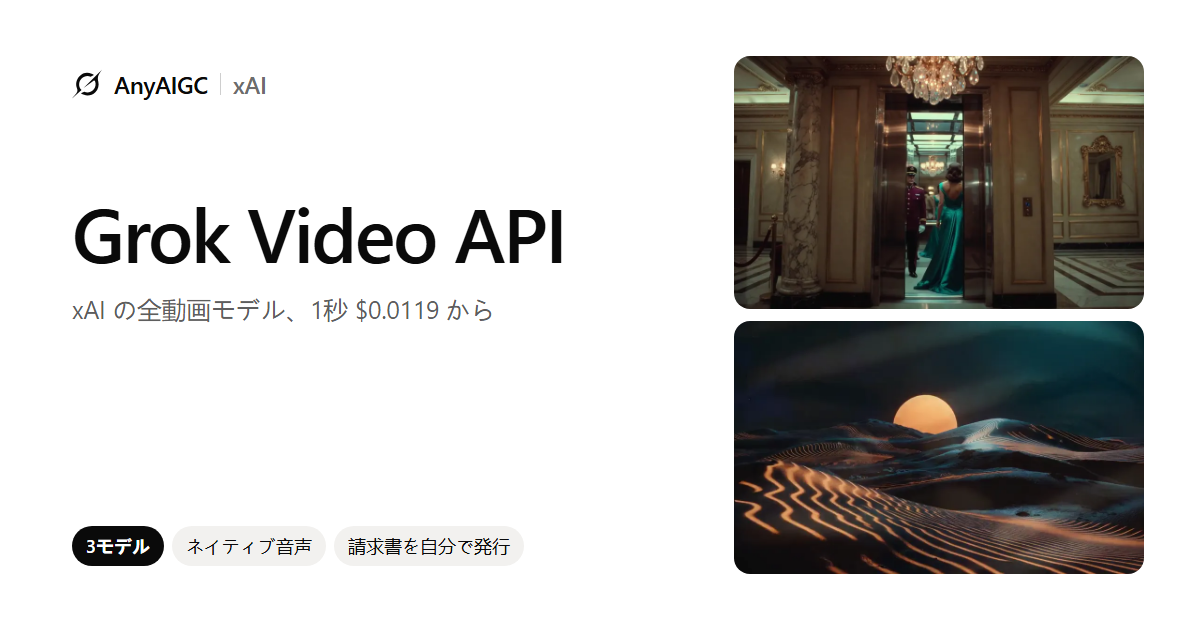 AnyAIGC | xAI
Grok Video API
xAI の全動画モデル、1秒 $0.0119 から
3モデル
ネイティブ音声
請求書を自分で発行